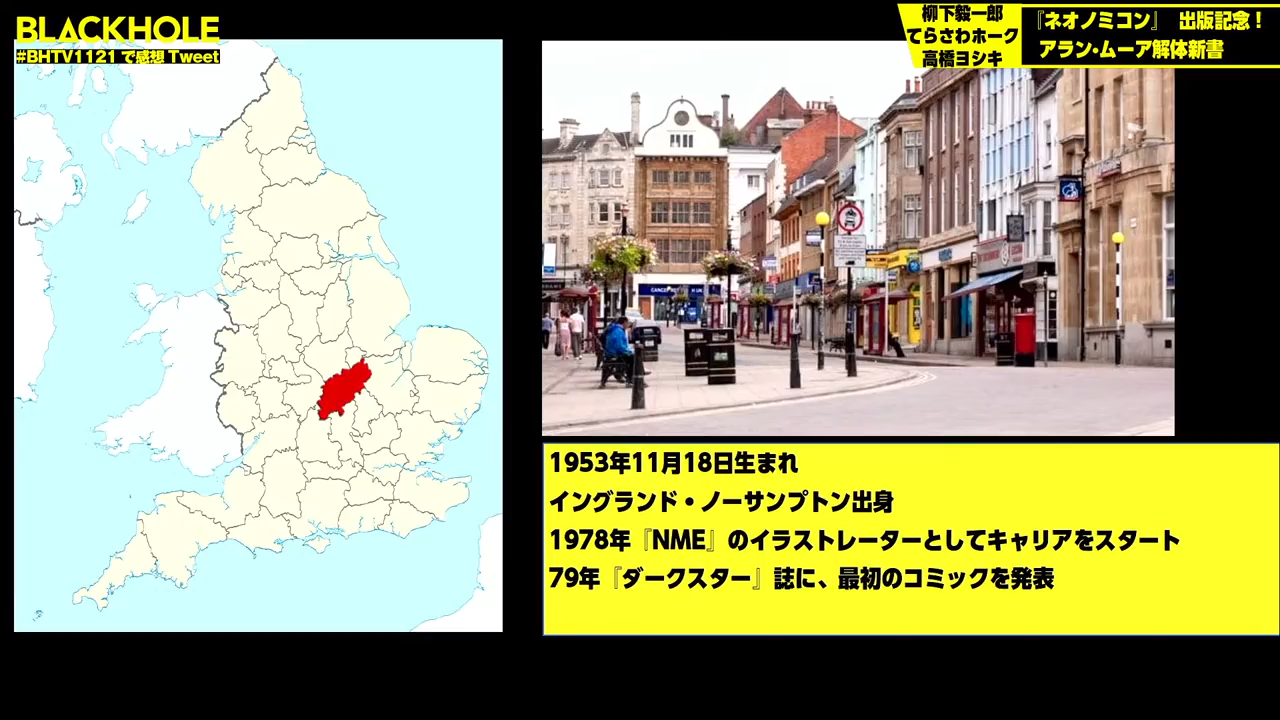 BLACKHOLE
#BHTV1121 で感想 Tweet
柳下毅一郎
てらさわホーク
高橋ヨシキ
『ネオノミコン』 出版記念！
アラン・ムーア解体新書
1953年11月18日生まれ
イングランド・ノーサンプトン出身
1978年『NME』のイラストレーターとしてキャリアをスタート
79年『ダークスター』誌に、最初のコミックを発表